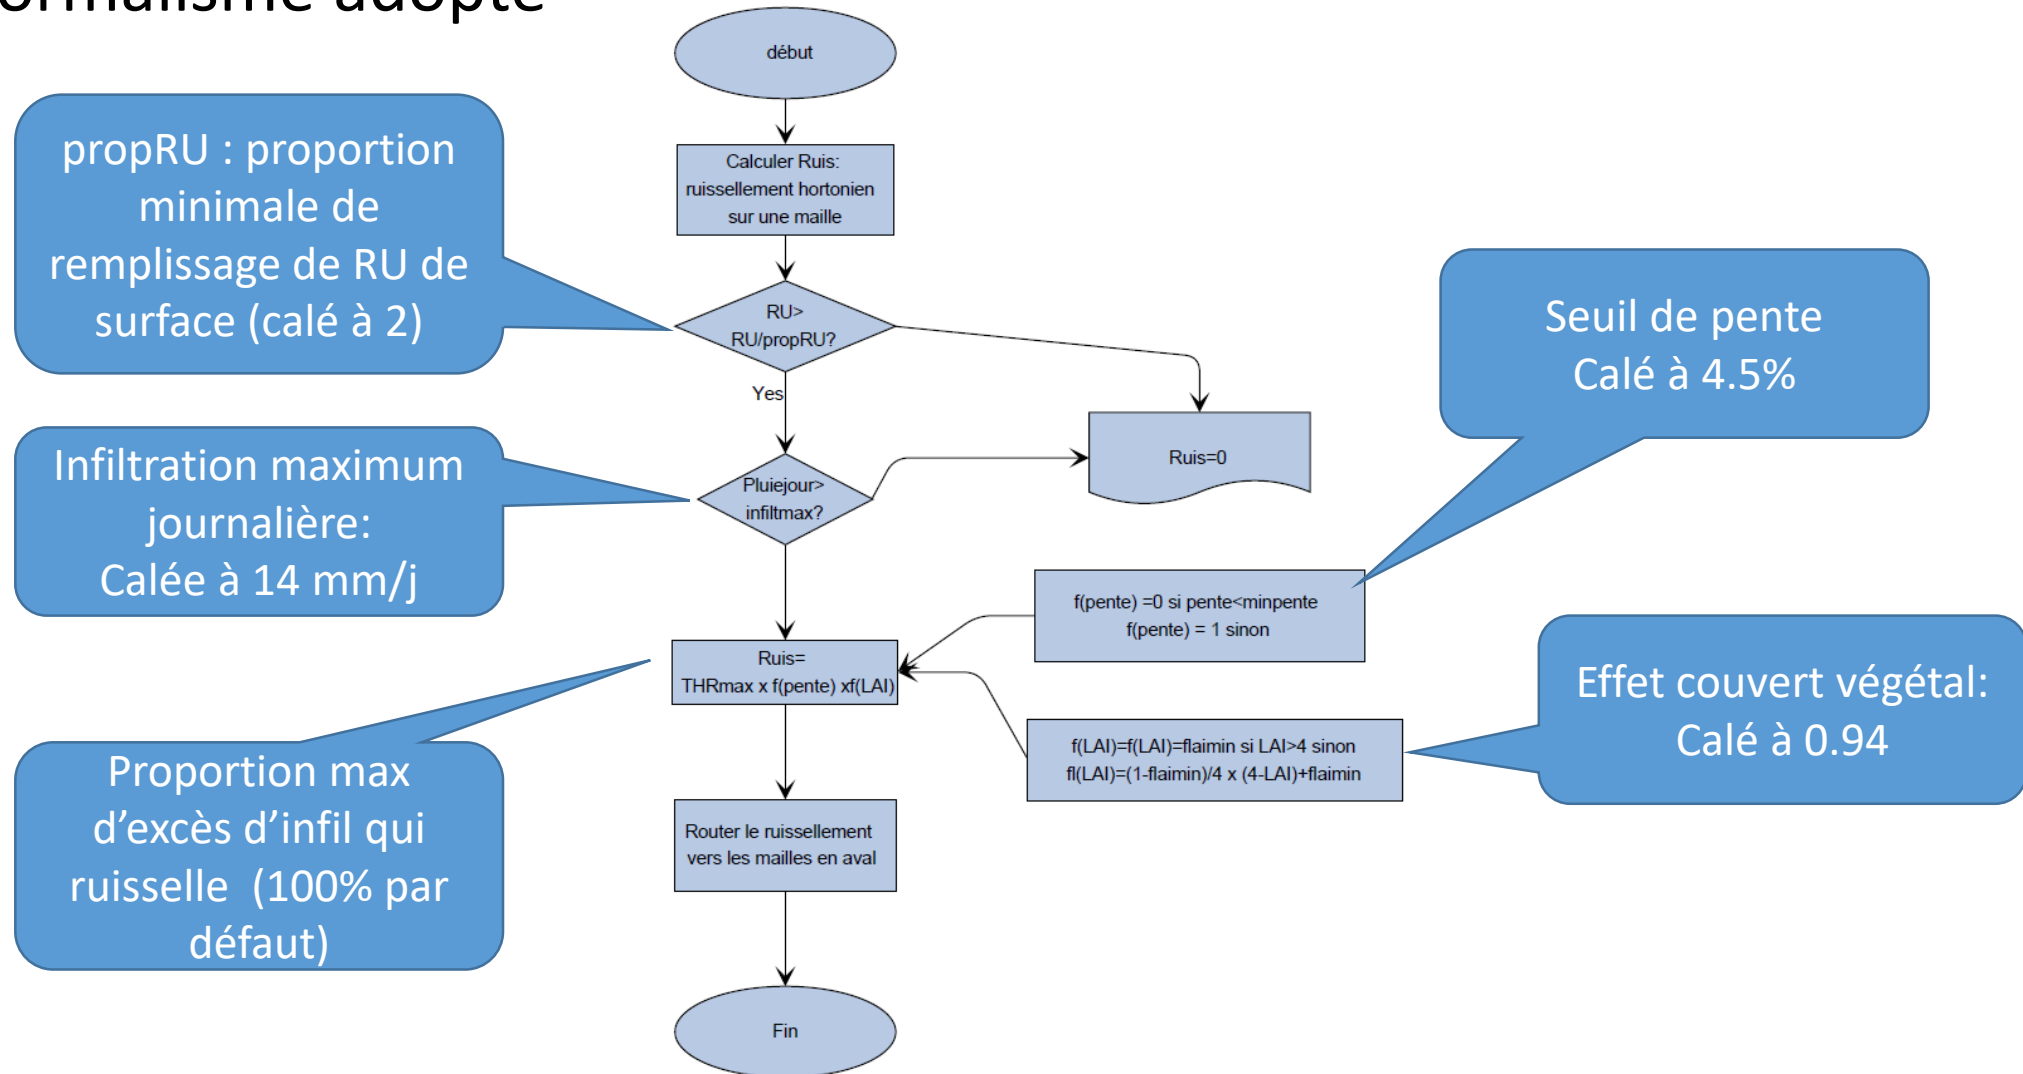 ormalisme adopté
début
propRU : proportion
minimale de
remplissage de RU de
surface (calé à 2)
Calculer Ruis:
ruissellement hortonien
sur une maille
RU>
RU/propRU?
Yes
Seuil de pente
Calé à 4.5%
Infiltration maximum
journalière:
Calée à 14 mm/j
Pluiejour>
infiltmax?
Ruis=0
f(pente) =0 si pente<minpente
f(pente) = 1 sinon
Ruis=
THRmax x f(pente) xf(LAI)
Effet couvert végétal:
Calé à 0.94
f(LAI)=f(LAI)=flaimin si LAI>4 sinon
fl(LAI)=(1-flaimin)/4 x (4-LAI)+flaimin
Proportion max
d’excès d’infil qui
ruisselle (100% par
défaut)
Router le ruissellement
vers les mailles en aval
Fin